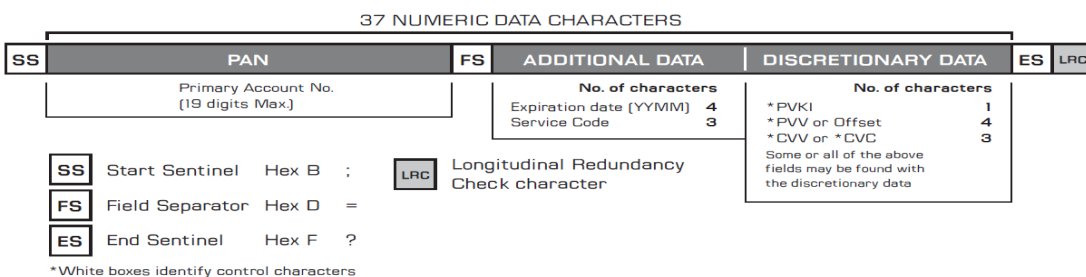 37 NUMERIC DATA CHARACTERS
SS PAN FS ADDITIONAL DATA DISCRETIONARY DATA ES LRC
Primary Account No.
(19 digits Max.)
No. of characters
Expiration date (YYMM) 4
Service Code 3
No. of characters
*PVKI 1
*PVV or Offset 4
*CVV or *CVC 3
Some or all of the above
fields may be found with
the discretionary data
SS Start Sentinel Hex B ;
FS Field Separator Hex D =
ES End Sentinel Hex F ?
LRC Longitudinal Redundancy
Check character
*White boxes identify control characters